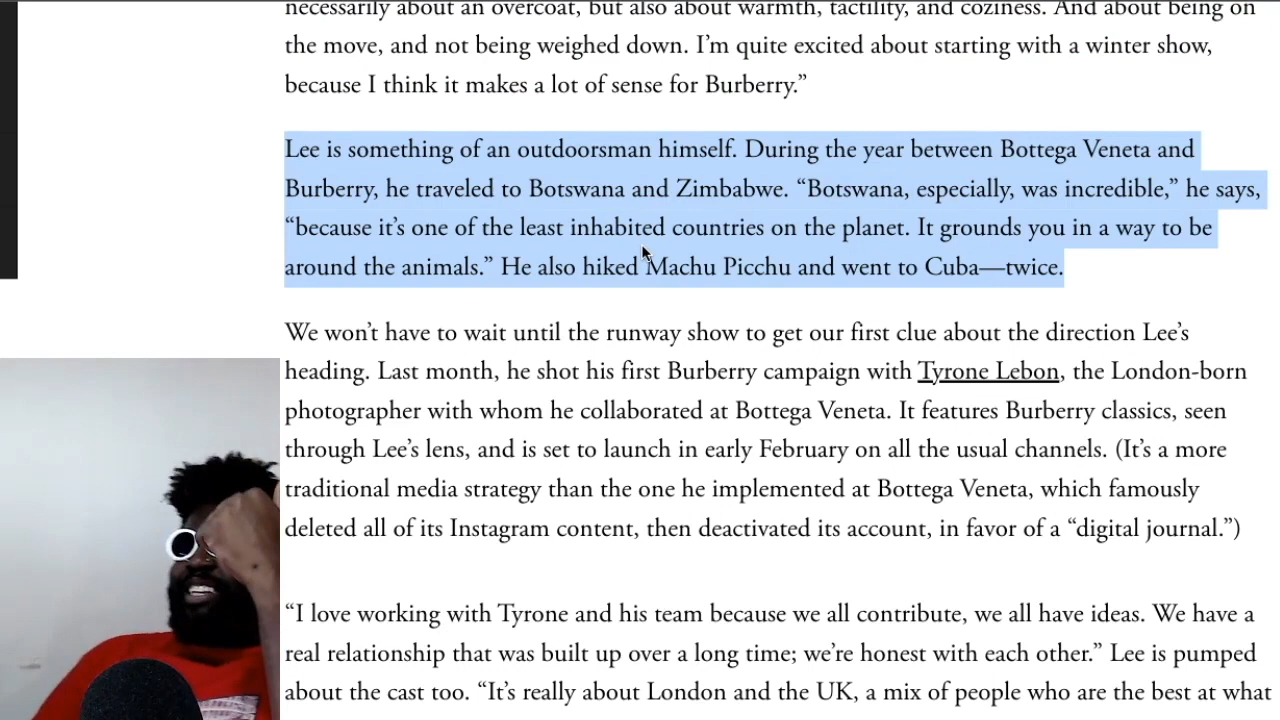 necessarily about an overcoat, but also about warmth, tactility, and coziness. And about being on
the move, and not being weighed down. I’m quite excited about starting with a winter show,
because I think it makes a lot of sense for Burberry.”
Lee is something of an outdoorsman himself. During the year between Bottega Veneta and
Burberry, he traveled to Botswana and Zimbabwe. “Botswana, especially, was incredible,” he says,
“because it’s one of the least inhabited countries on the planet. It grounds you in a way to be
around the animals.” He also hiked Machu Picchu and went to Cuba—twice.
We won’t have to wait until the runway show to get our first clue about the direction Lee’s
heading. Last month, he shot his first Burberry campaign with Tyrone Lebon, the London-born
photographer with whom he collaborated at Bottega Veneta. It features Burberry classics, seen
through Lee’s lens, and is set to launch in early February on all the usual channels. (It’s a more
traditional media strategy than the one he implemented at Bottega Veneta, which famously
deleted all of its Instagram content, then deactivated its account, in favor of a “digital journal.”)
“I love working with Tyrone and his team because we all contribute, we all have ideas. We have a
real relationship that was built up over a long time; we’re honest with each other.” Lee is pumped
about the cast too. “It’s really about London and the UK, a mix of people who are the best at what